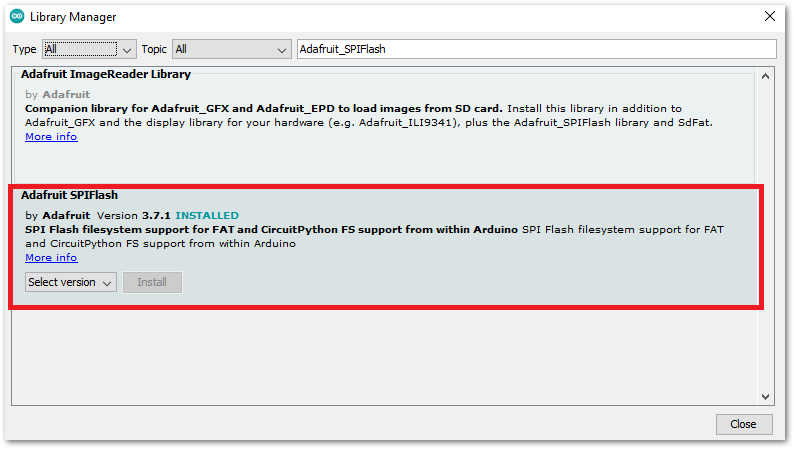 Library Manager
Type All Topic All Adafruit_SPIFlash
Adafruit ImageReader Library
by Adafruit
Companion library for Adafruit_GFX and Adafruit_EPD to load images from SD card. Install this library in addition to
Adafruit_GFX and the display library for your hardware (e.g. Adafruit_ILI9341), plus the Adafruit_SPIFlash library and SdFat.
More info
Adafruit SPIFlash
by Adafruit Version 3.7.1 INSTALLED
SPI Flash filesystem support for FAT and CircuitPython FS support from within Arduino SPI Flash filesystem support for FAT
and CircuitPython FS support from within Arduino
More info
Select version Install
Close